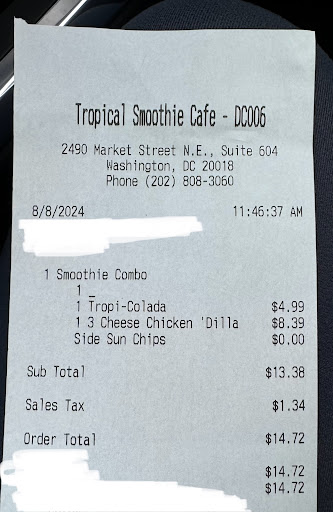 Tropical Smoothie Cafe - DC006
2490 Market Street N.E., Suite 604
Washington, DC 20018
Phone (202) 808-3060
8/8/2024 11:46:37 AM
1 Smoothie Combo
1 _
1 Tropi-Colada $4.99
1 3 Cheese Chicken 'Dilla $8.39
Side Sun Chips $0.00
Sub Total $13.38
Sales Tax $1.34
Order Total $14.72
$14.72
$14.72